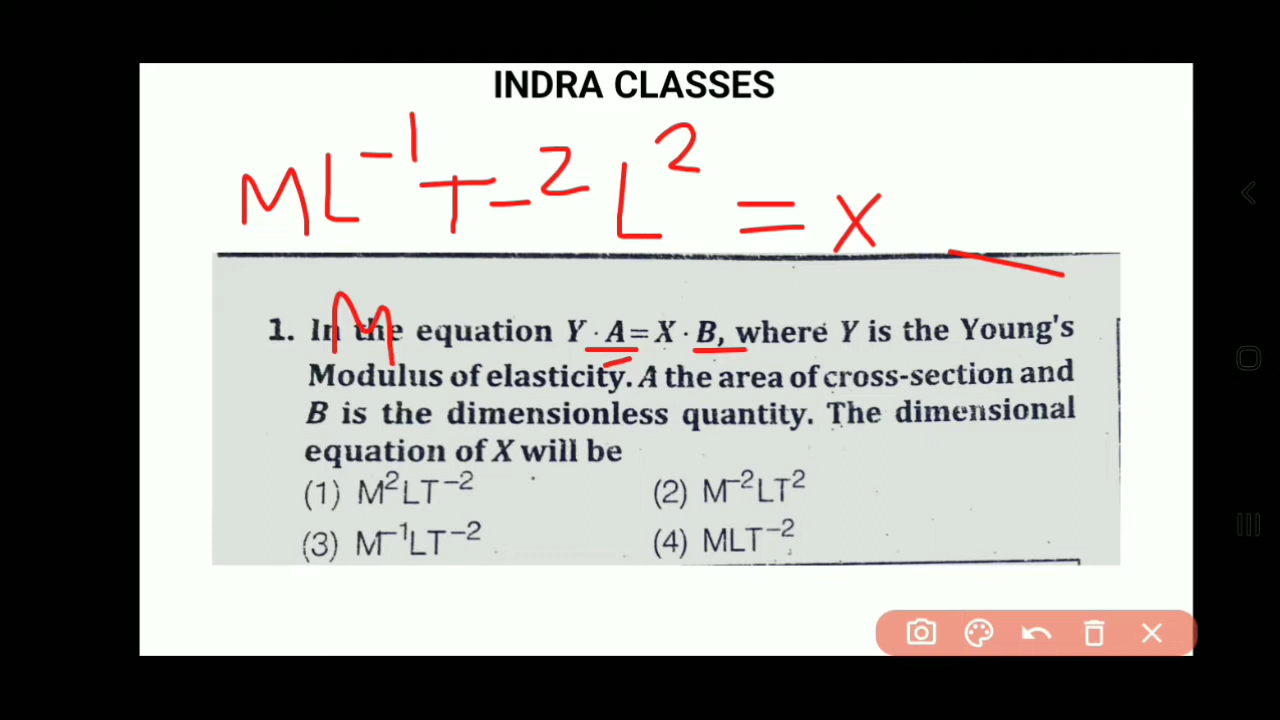 INDRA CLASSES
ML⁻¹T⁻² L² = X
M
1. In the equation Y · A = X · B, where Y is the Young's
Modulus of elasticity. A the area of cross-section and
B is the dimensionless quantity. The dimensional
equation of X will be
(1) M²LT⁻² (2) M⁻²LT²
(3) M⁻¹LT⁻² (4) MLT⁻²